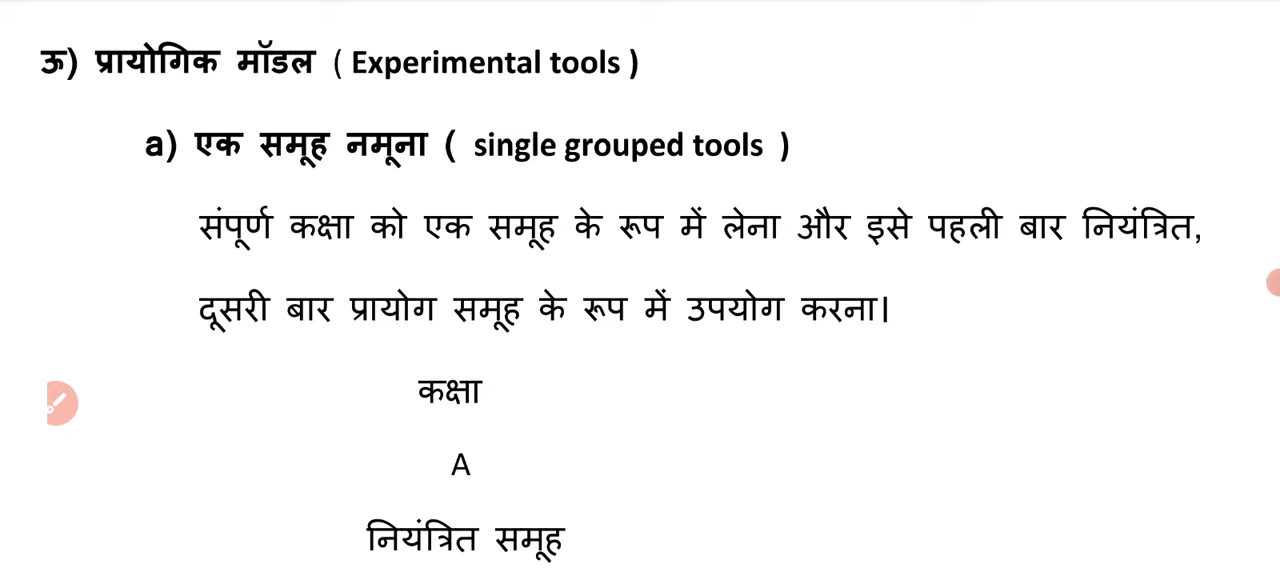 ऊ) प्रायोगिक मॉडल ( Experimental tools )
a) एक समूह नमूना ( single grouped tools )
संपूर्ण कक्षा को एक समूह के रूप में लेना और इसे पहली बार नियंत्रित,
दूसरी बार प्रायोग समूह के रूप में उपयोग करना।
कक्षा
A
नियंत्रित समूह